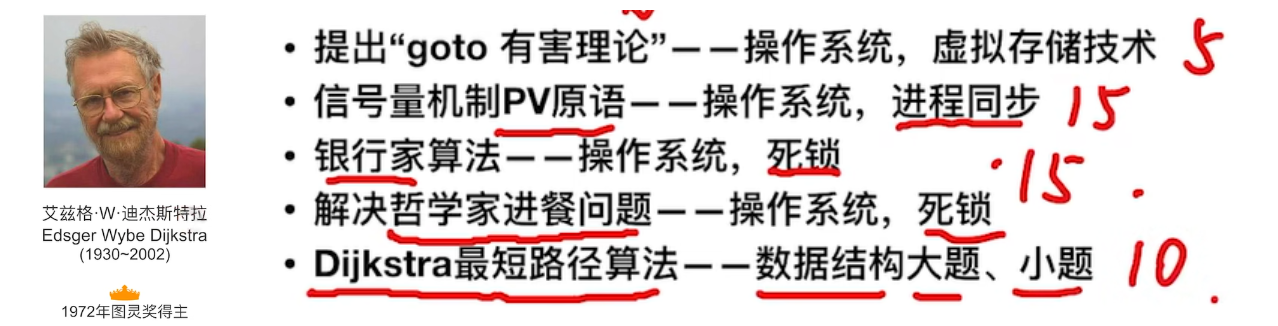 艾兹格·W·迪杰斯特拉
Edsger Wybe Dijkstra
(1930~2002)
1972年图灵奖得主
• 提出“goto 有害理论”——操作系统，虚拟存储技术 5
• 信号量机制PV原语——操作系统，进程同步 15
• 银行家算法——操作系统，死锁 15
• 解决哲学家进餐问题——操作系统，死锁
• Dijkstra最短路径算法——数据结构大题、小题 10